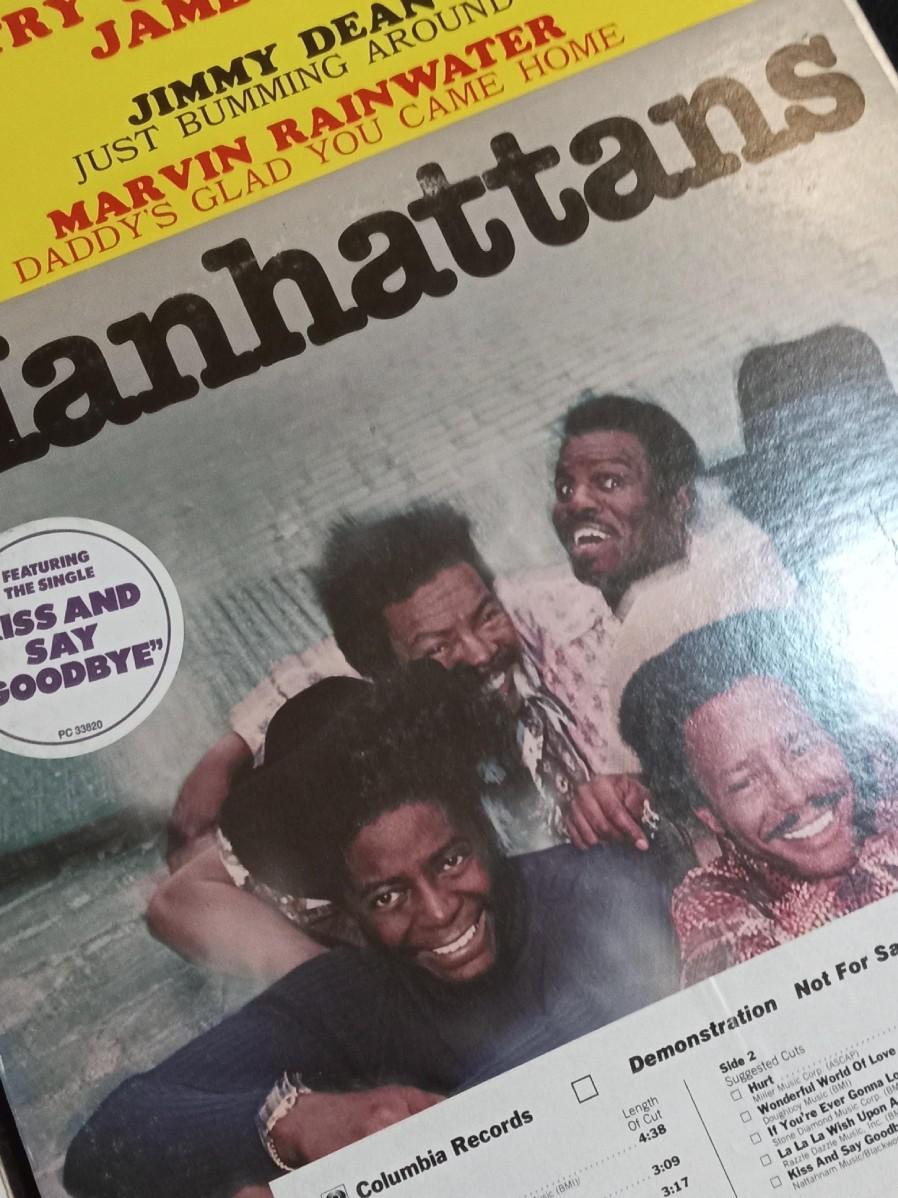 JIMMY DEAN
JUST BUMMING AROUND
MARVIN RAINWATER
DADDY'S GLAD YOU CAME HOME
anhattans
FEATURING
THE SINGLE
ISS AND
SAY
GOODBYE”
PC 33820
Demonstration Not For Sa
Columbia Records
Length
Of Cut
4:38
(BMI)
3:09
3:17
Side 2
Suggested Cuts
Hurt
Miller Music Corp. (ASCAP)
Wonderful World Of Love
Doughboy Music (BMI)
If You're Ever Gonna Lo
Stone Diamond Music Corp. (BM
La La La Wish Upon A
Razzle Dazzle Music, Inc. (BM
Kiss And Say Goodb
Nattahnam Music/Blackwo